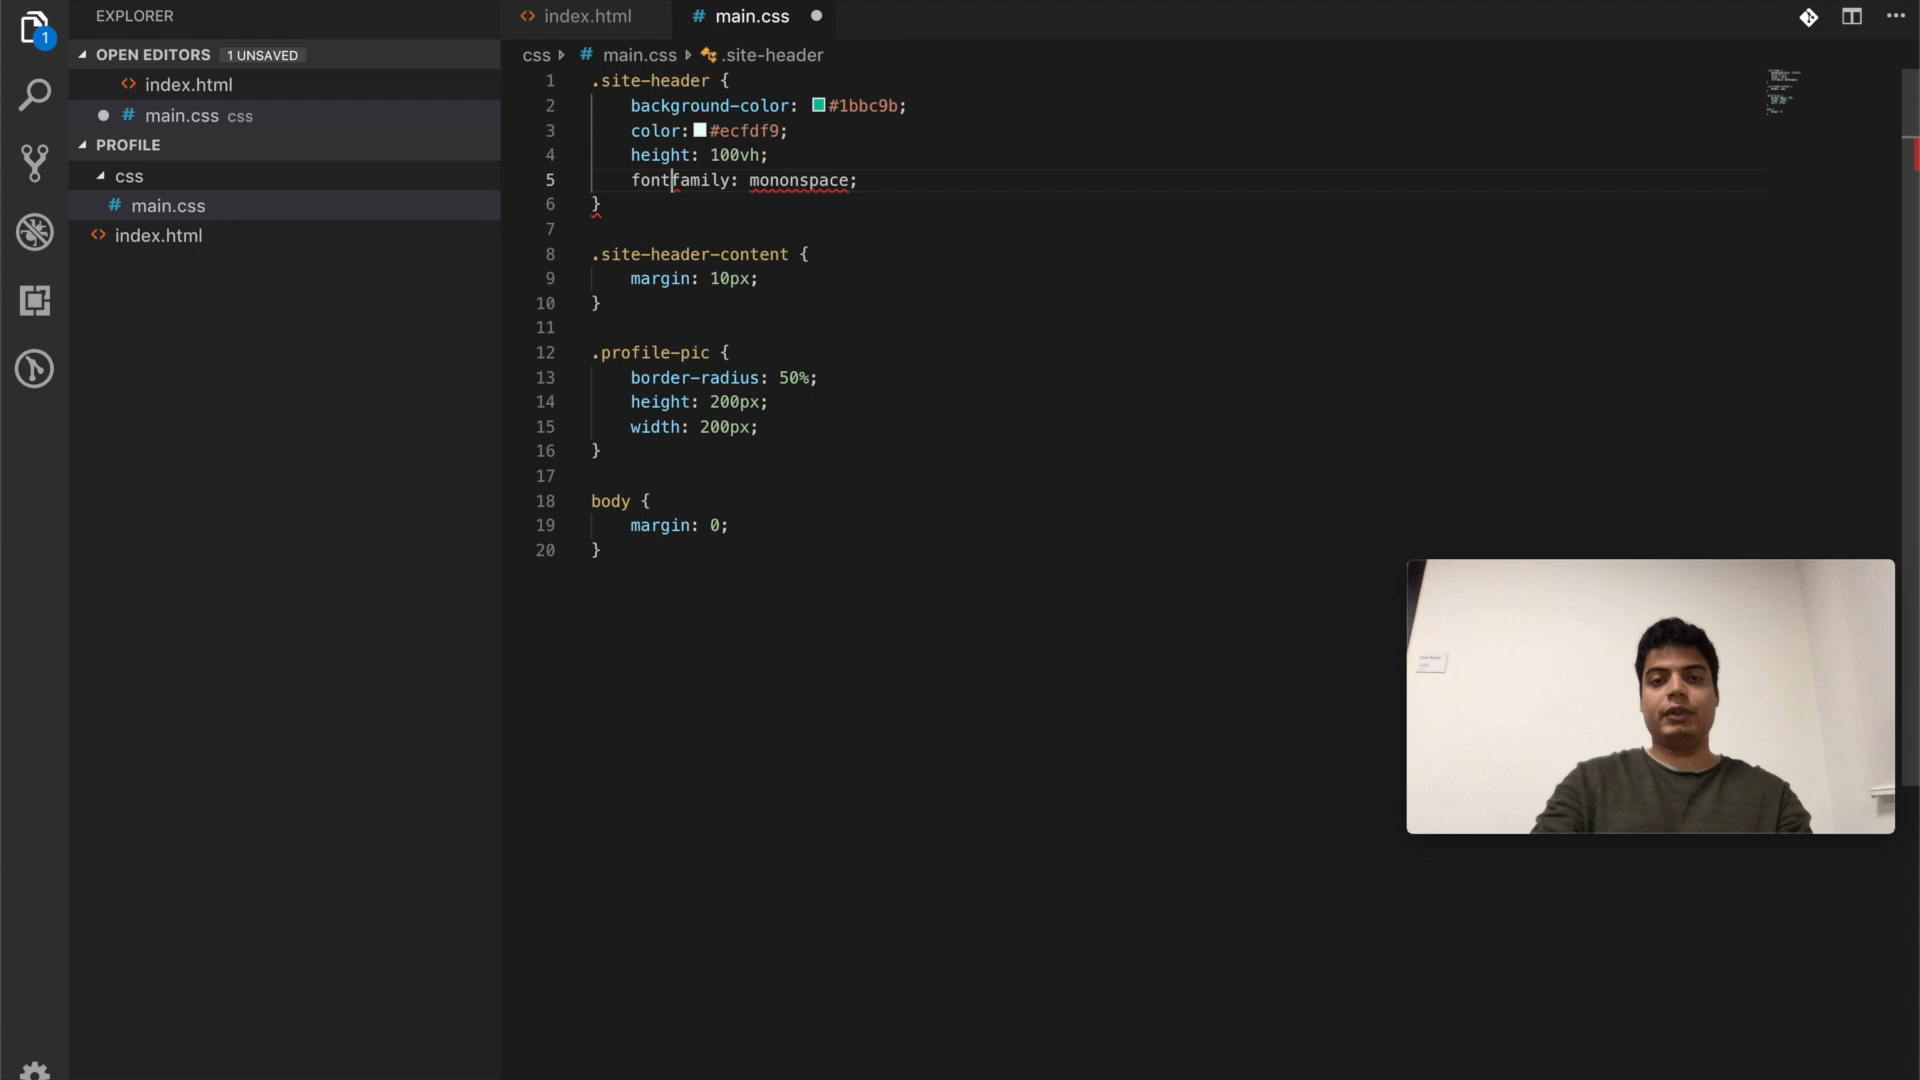 EXPLORER
OPEN EDITORS 1 UNSAVED
index.html
# main.css css
PROFILE
css
# main.css
index.html
1
index.html
# main.css
css # main.css .site-header
1 .site-header {
2 background-color: #1bbc9b;
3 color: #ecfdf9;
4 height: 100vh;
5 fontfamily: mononspace;
6 }
7
8 .site-header-content {
9 margin: 10px;
10 }
11
12 .profile-pic {
13 border-radius: 50%;
14 height: 200px;
15 width: 200px;
16 }
17
18 body {
19 margin: 0;
20 }